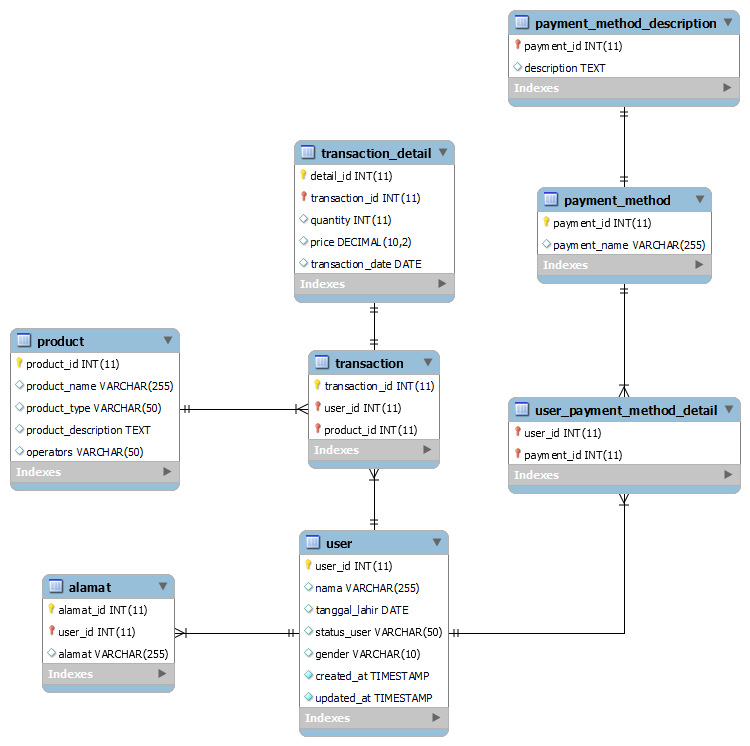 payment_method_description
payment_id INT(11)
description TEXT
Indexes
transaction_detail
detail_id INT(11)
transaction_id INT(11)
quantity INT(11)
price DECIMAL(10,2)
transaction_date DATE
Indexes
payment_method
payment_id INT(11)
payment_name VARCHAR(255)
Indexes
product
product_id INT(11)
product_name VARCHAR(255)
product_type VARCHAR(50)
product_description TEXT
operators VARCHAR(50)
Indexes
transaction
transaction_id INT(11)
user_id INT(11)
product_id INT(11)
Indexes
user_payment_method_detail
user_id INT(11)
payment_id INT(11)
Indexes
user
user_id INT(11)
nama VARCHAR(255)
tanggal_lahir DATE
status_user VARCHAR(50)
gender VARCHAR(10)
created_at TIMESTAMP
updated_at TIMESTAMP
Indexes
alamat
alamat_id INT(11)
user_id INT(11)
alamat VARCHAR(255)
Indexes